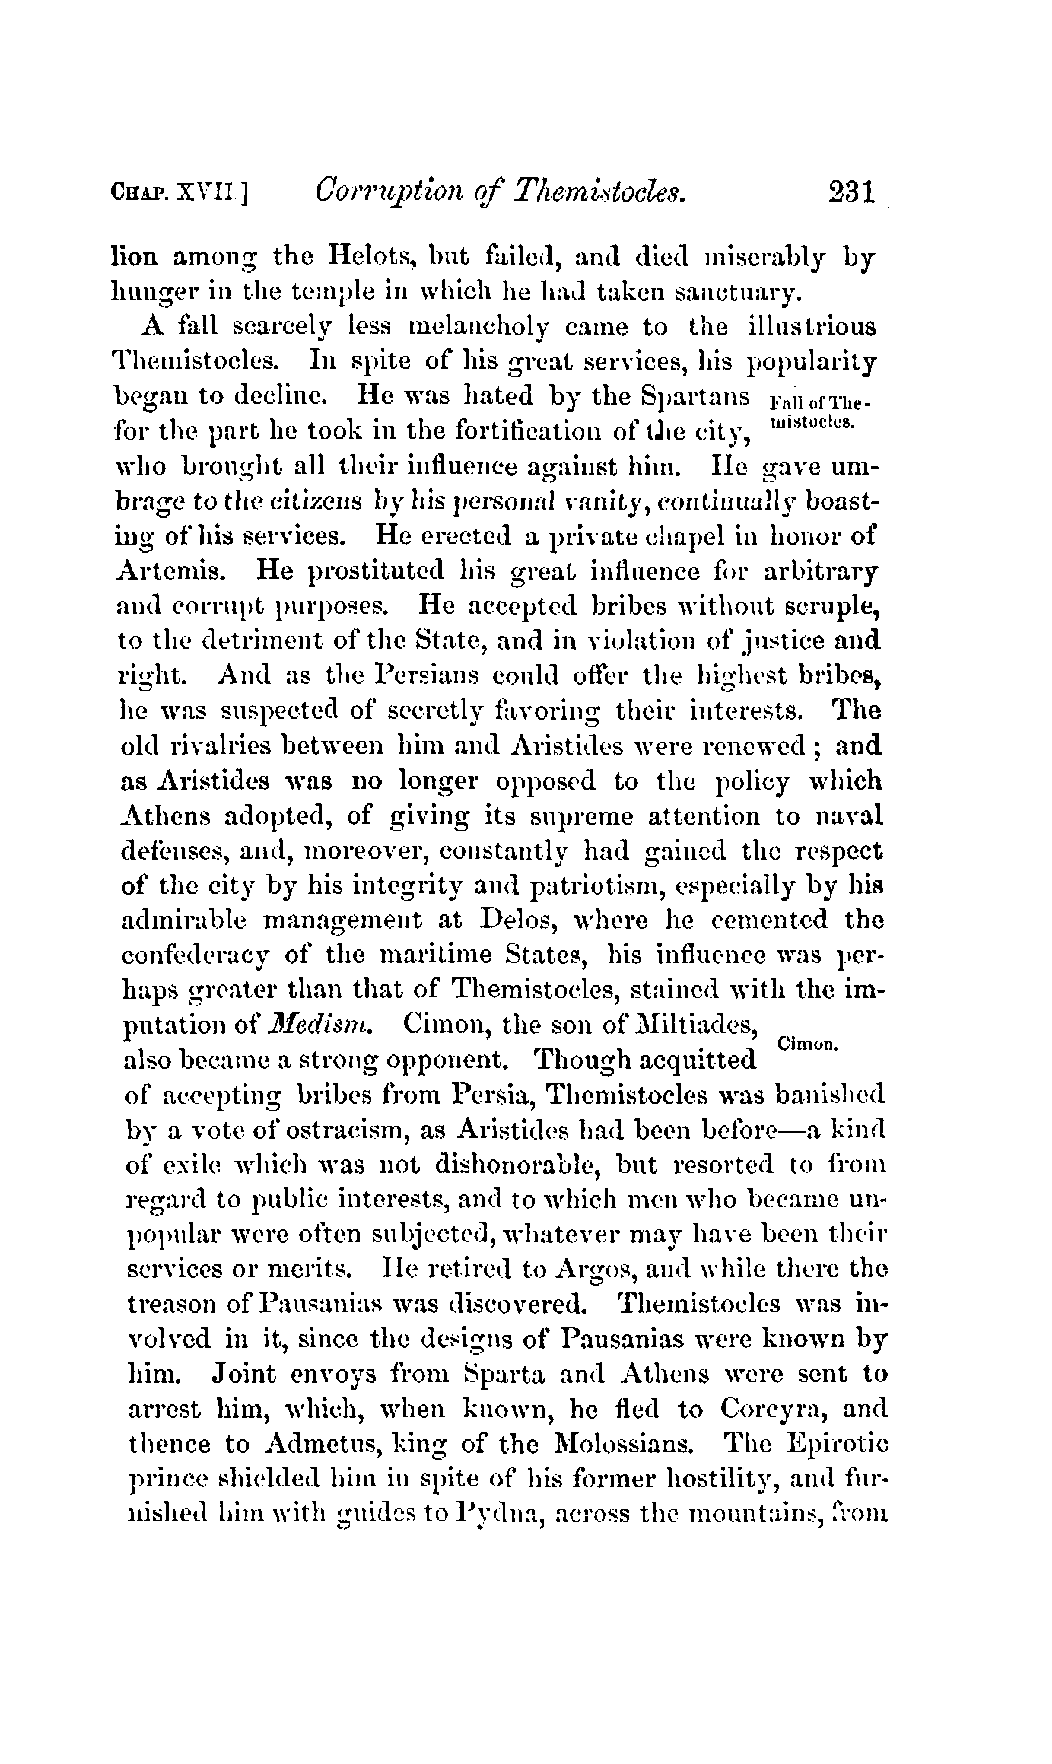 CHAP. XVII ] Corruption of Themistocles. 231
lion among the Helots, but failed, and died miserably by
hunger in the temple in which he had taken sanctuary.
A fall scarcely less melancholy came to the illustrious
Themistocles. In spite of his great services, his popularity
began to decline. He was hated by the Spartans
Fall of The-
for the part he took in the fortification of the city,
mistocles.
who brought all their influence against him. He gave um-
brage to the citizens by his personal vanity, continually boast-
ing of his services. He erected a private chapel in honor of
Artemis. He prostituted his great influence for arbitrary
and corrupt purposes. He accepted bribes without scruple,
to the detriment of the State, and in violation of justice and
right. And as the Persians could offer the highest bribes,
he was suspected of secretly favoring their interests. The
old rivalries between him and Aristides were renewed ; and
as Aristides was no longer opposed to the policy which
Athens adopted, of giving its supreme attention to naval
defenses, and, moreover, constantly had gained the respect
of the city by his integrity and patriotism, especially by his
admirable management at Delos, where he cemented the
confederacy of the maritime States, his influence was per-
haps greater than that of Themistocles, stained with the im-
putation of Medism. Cimon, the son of Miltiades,
Cimon.
also became a strong opponent. Though acquitted
of accepting bribes from Persia, Themistocles was banished
by a vote of ostracism, as Aristides had been before—a kind
of exile which was not dishonorable, but resorted to from
regard to public interests, and to which men who became un-
popular were often subjected, whatever may have been their
services or merits. He retired to Argos, and while there the
treason of Pausanias was discovered. Themistocles was in-
volved in it, since the designs of Pausanias were known by
him. Joint envoys from Sparta and Athens were sent to
arrest him, which, when known, he fled to Corcyra, and
thence to Admetus, king of the Molossians. The Epirotic
prince shielded him in spite of his former hostility, and fur-
nished him with guides to Pydna, across the mountains, from